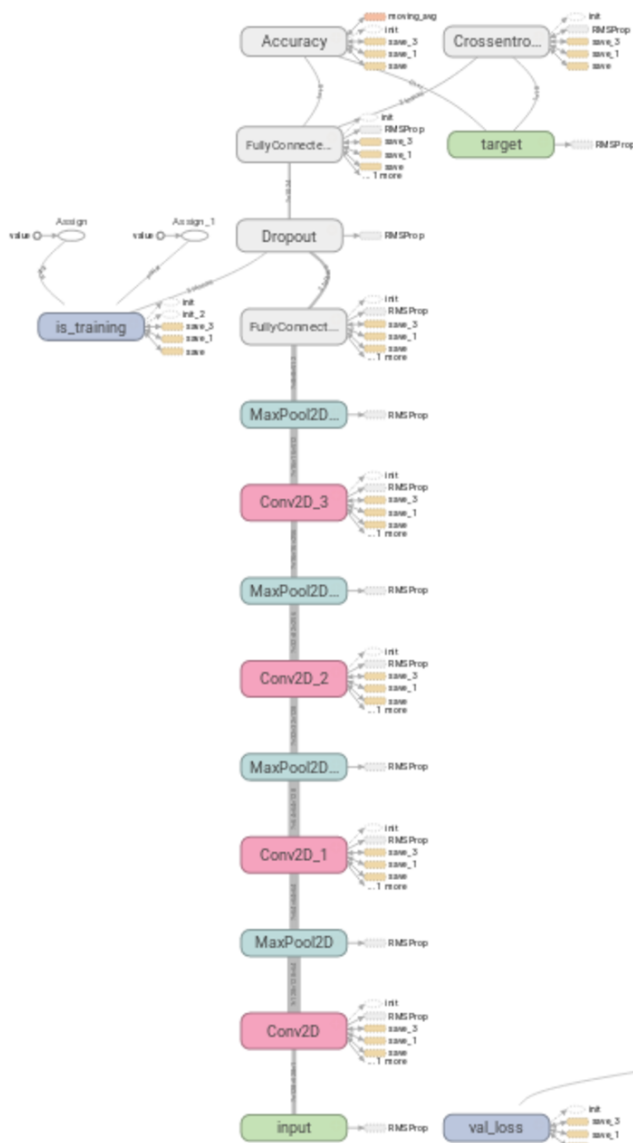 Accuracy
moving_avg
init
save_3
save_1
save
Crossentro...
init
RMSProp
save_3
save_1
save
FullyConnecte...
init
RMSProp
save_3
save_1
save
... 1 more
target
RMSProp
Dropout
RMSProp
Assign
value
Assign_1
value
is_training
init
init_2
save_3
save_1
save
FullyConnect...
init
RMSProp
save_3
save_1
save
... 1 more
MaxPool2D...
RMSProp
Conv2D_3
init
RMSProp
save_3
save_1
save
... 1 more
MaxPool2D...
RMSProp
Conv2D_2
init
RMSProp
save_3
save_1
save
... 1 more
MaxPool2D...
RMSProp
Conv2D_1
init
RMSProp
save_3
save_1
save
... 1 more
MaxPool2D
RMSProp
Conv2D
init
RMSProp
save_3
save_1
save
... 1 more
input
RMSProp
val_loss
init
save_3
save_1